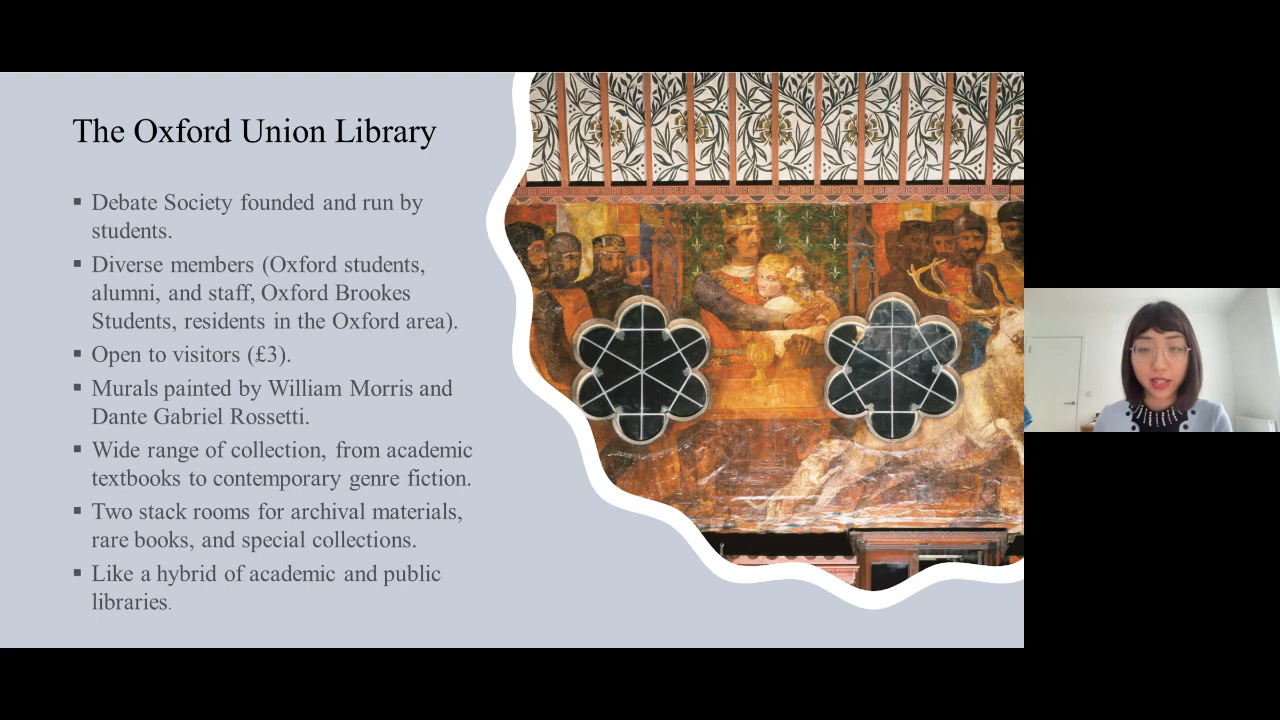 The Oxford Union Library
▪ Debate Society founded and run by
students.
▪ Diverse members (Oxford students,
alumni, and staff, Oxford Brookes
Students, residents in the Oxford area).
▪ Open to visitors (£3).
▪ Murals painted by William Morris and
Dante Gabriel Rossetti.
▪ Wide range of collection, from academic
textbooks to contemporary genre fiction.
▪ Two stack rooms for archival materials,
rare books, and special collections.
▪ Like a hybrid of academic and public
libraries.